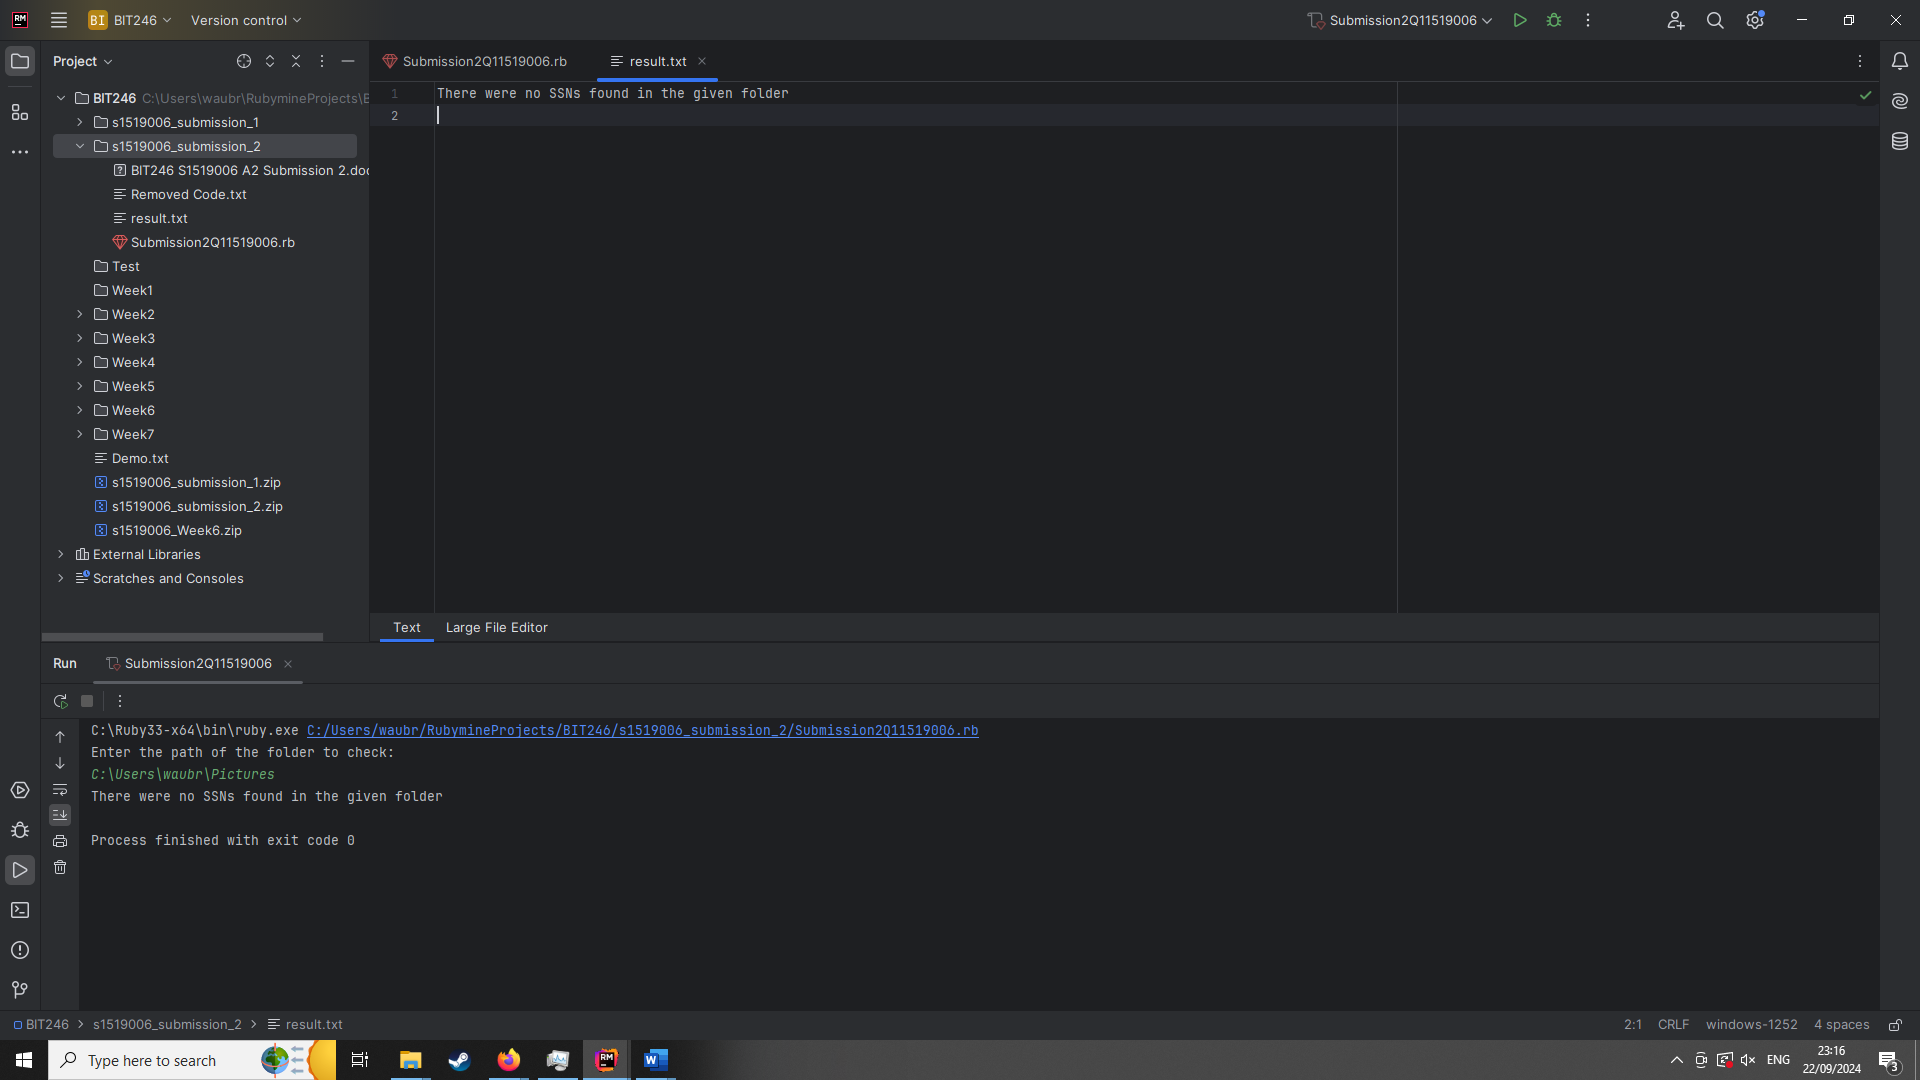 RM BI BIT246 Version control Submission2Q11519006
Project Submission2Q11519006.rb result.txt
BIT246 C:\Users\waubr\RubymineProjects\B
s1519006_submission_1
s1519006_submission_2
BIT246 S1519006 A2 Submission 2.doc
Removed Code.txt
result.txt
Submission2Q11519006.rb
Test
Week1
Week2
Week3
Week4
Week5
Week6
Week7
Demo.txt
s1519006_submission_1.zip
s1519006_submission_2.zip
s1519006_Week6.zip
External Libraries
Scratches and Consoles
1 There were no SSNs found in the given folder
2
Text Large File Editor
Run Submission2Q11519006
C:\Ruby33-x64\bin\ruby.exe C:/Users/waubr/RubymineProjects/BIT246/s1519006_submission_2/Submission2Q11519006.rb
Enter the path of the folder to check:
C:\Users\waubr\Pictures
There were no SSNs found in the given folder
Process finished with exit code 0
BIT246 s1519006_submission_2 result.txt 2:1 CRLF windows-1252 4 spaces
Type here to search RM W ENG 23:16
22/09/2024 3